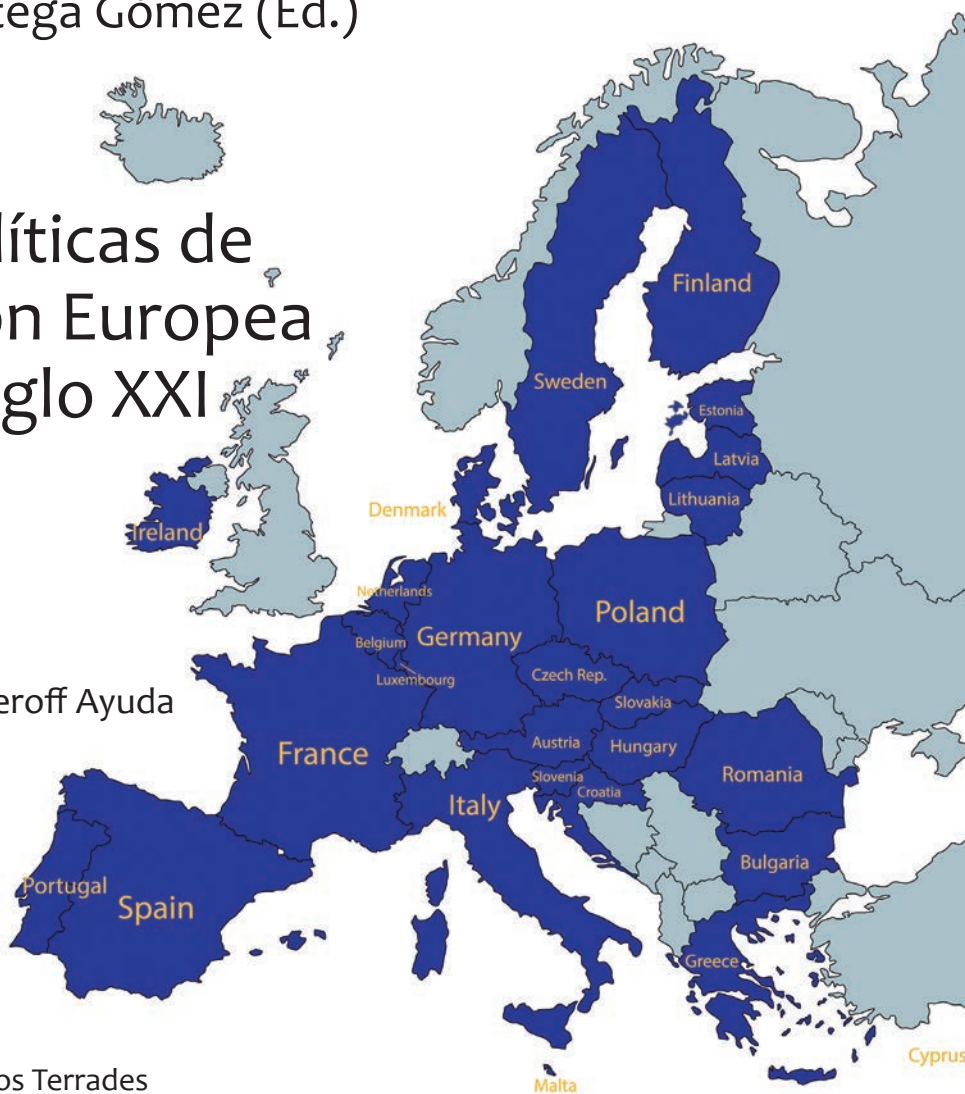 tega Gómez (Ed.)
líticas de
ón Europea
glo XXI
Finland
Sweden
Estonia
Latvia
Lithuania
Denmark
Ireland
Netherlands
Poland
Germany
Belgium
Luxembourg
Czech Rep.
Slovakia
eroff Ayuda
France
Austria
Hungary
Slovenia
Croatia
Romania
Italy
Bulgaria
Portugal
Spain
Greece
Cyprus
Malta
os Terrades